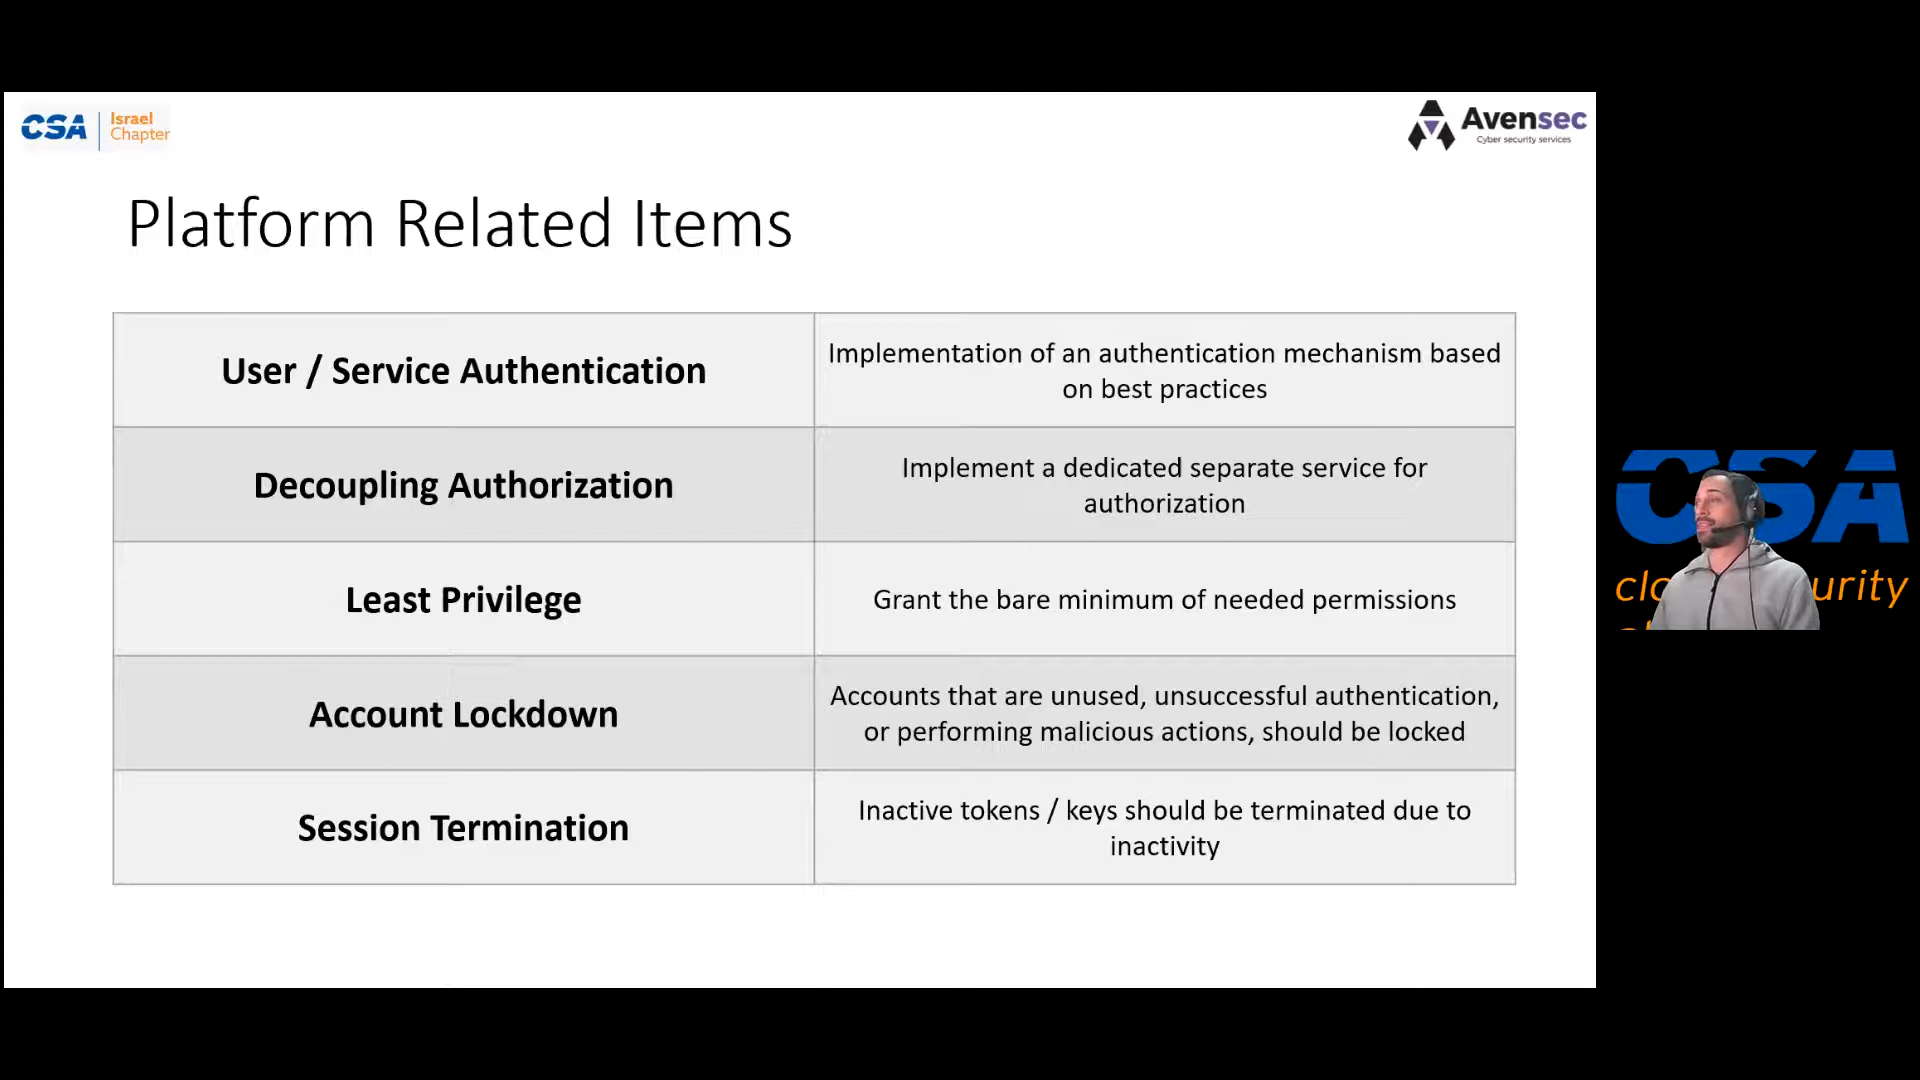 CSA
Israel
Chapter
Avensec
Cyber security services
Platform Related Items
User / Service Authentication
Implementation of an authentication mechanism based
on best practices
Decoupling Authorization
Implement a dedicated separate service for
authorization
Least Privilege
Grant the bare minimum of needed permissions
Account Lockdown
Accounts that are unused, unsuccessful authentication,
or performing malicious actions, should be locked
Session Termination
Inactive tokens / keys should be terminated due to
inactivity
CSA